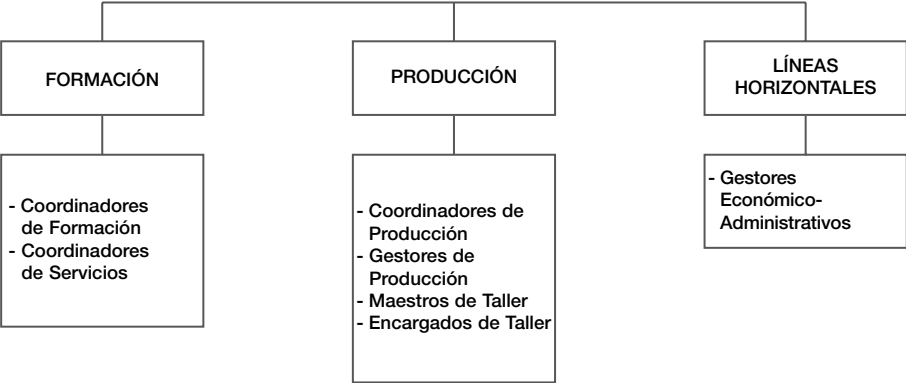 FORMACIÓN
PRODUCCIÓN
LÍNEAS
HORIZONTALES
- Coordinadores
de Formación
- Coordinadores
de Servicios
- Coordinadores de
Producción
- Gestores de
Producción
- Maestros de Taller
- Encargados de Taller
- Gestores
Económico-
Administrativos